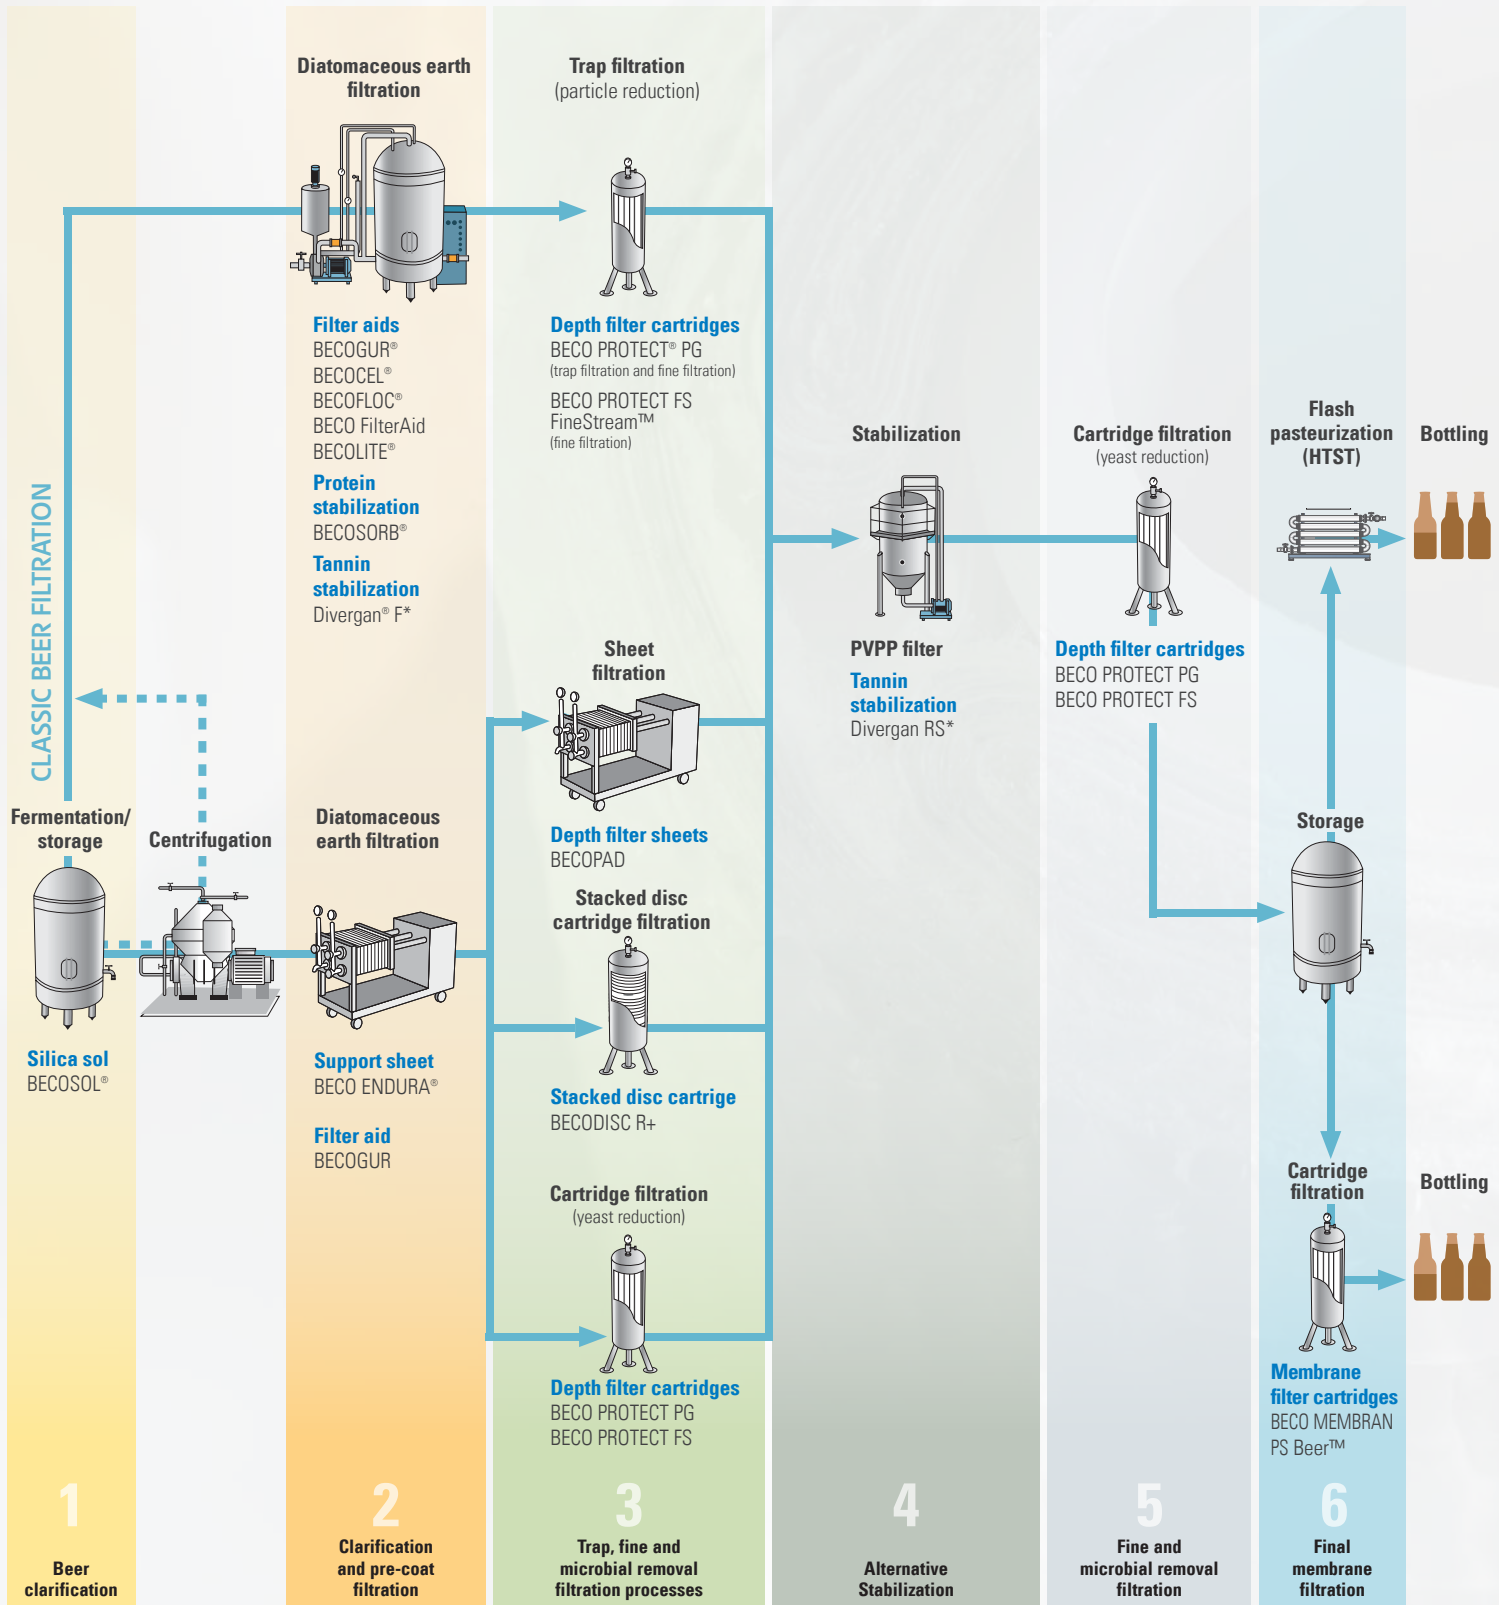 CLASSIC BEER FILTRATION
Fermentation/
storage
Silica sol
BECOSOL®
1
Beer
clarification
Centrifugation
Diatomaceous earth
filtration
Filter aids
BECOGUR®
BECOCEL®
BECOFLOC®
BECO FilterAid
BECOLITE®
Protein
stabilization
BECOSORB®
Tannin
stabilization
Divergan® F*
Diatomaceous
earth filtration
Support sheet
BECO ENDURA®
Filter aid
BECOGUR
2
Clarification
and pre-coat
filtration
Trap filtration
(particle reduction)
Depth filter cartridges
BECO PROTECT® PG
(trap filtration and fine filtration)
BECO PROTECT FS
FineStream™
(fine filtration)
Sheet
filtration
Depth filter sheets
BECOPAD
Stacked disc
cartridge filtration
Stacked disc cartrige
BECODISC R+
Cartridge filtration
(yeast reduction)
Depth filter cartridges
BECO PROTECT PG
BECO PROTECT FS
3
Trap, fine and
microbial removal
filtration processes
Stabilization
PVPP filter
Tannin
stabilization
Divergan RS*
4
Alternative
Stabilization
Cartridge filtration
(yeast reduction)
Depth filter cartridges
BECO PROTECT PG
BECO PROTECT FS
5
Fine and
microbial removal
filtration
Flash
pasteurization
(HTST)
Storage
Cartridge
filtration
Membrane
filter cartridges
BECO MEMBRAN
PS Beer™
6
Final
membrane
filtration
Bottling
Bottling